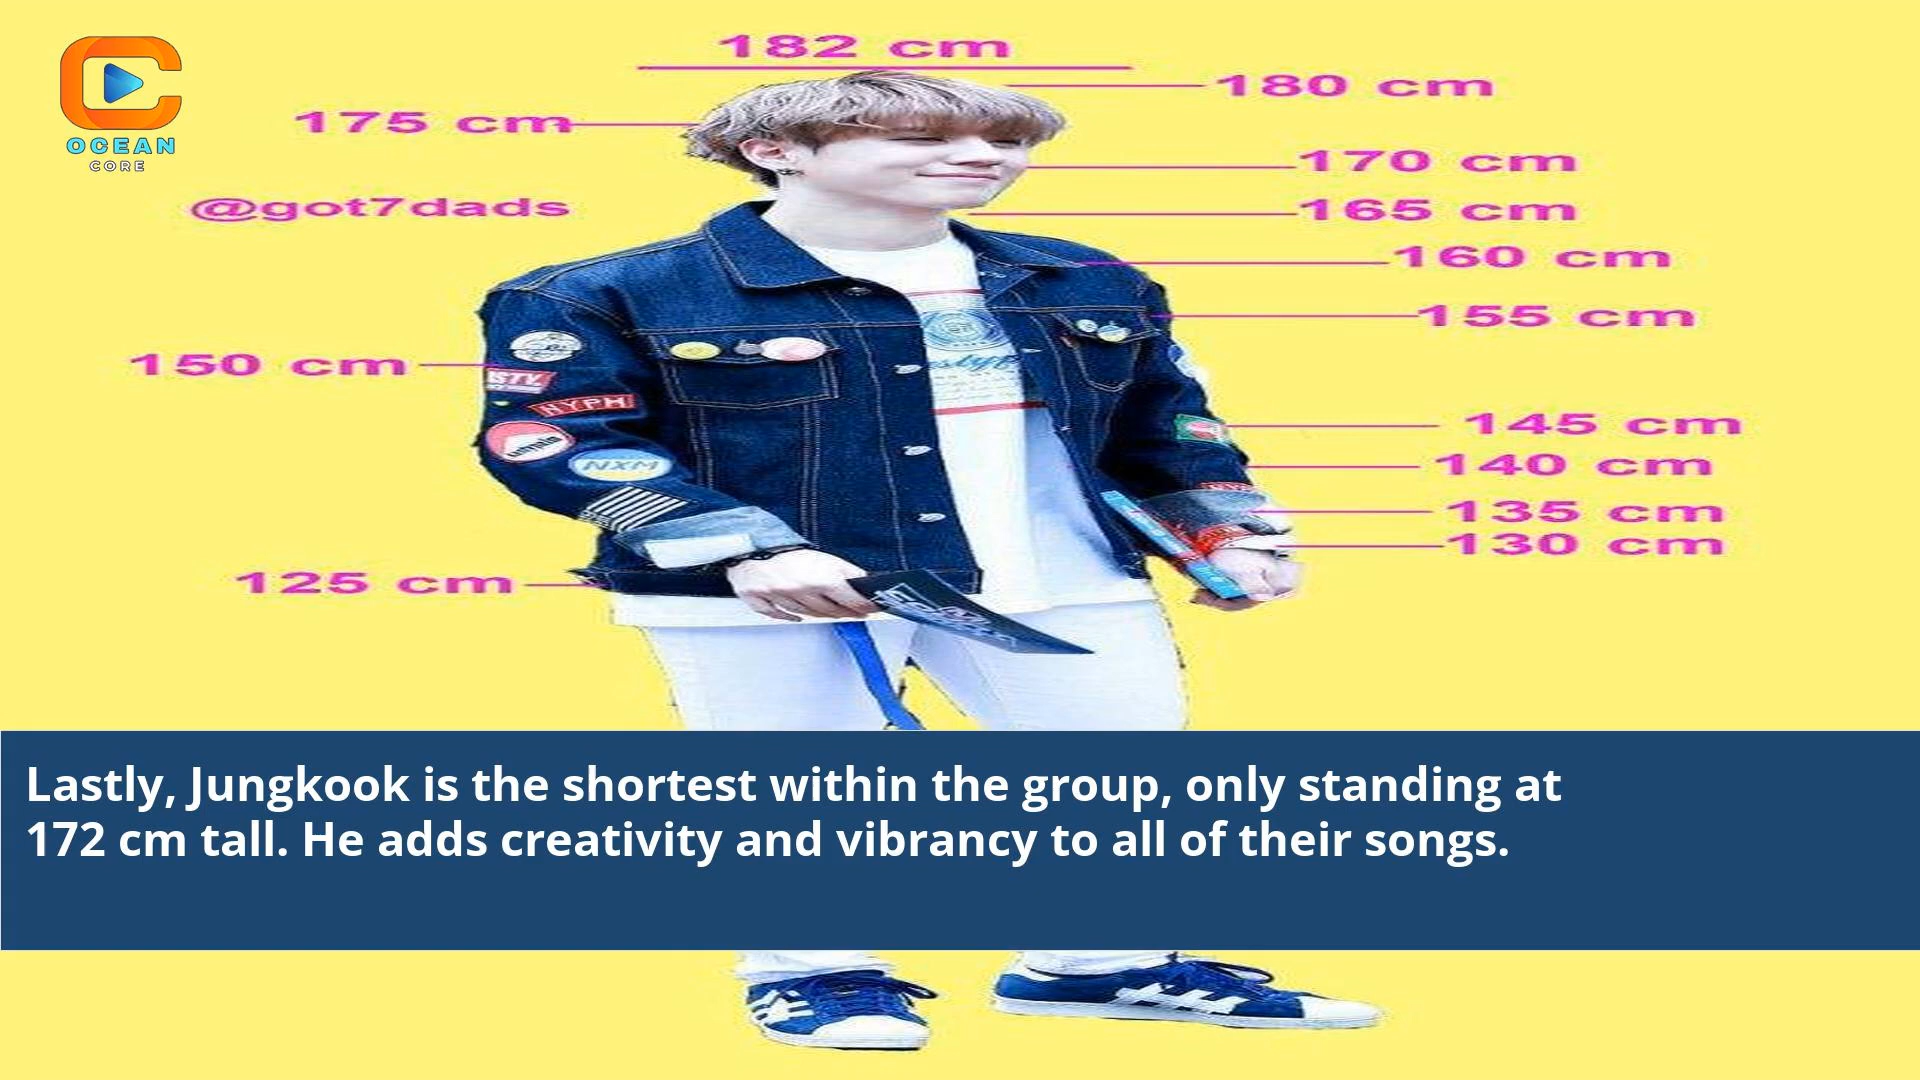 182 cm
180 cm
175 cm
170 cm
@got7dads
165 cm
160 cm
155 cm
150 cm
145 cm
140 cm
135 cm
130 cm
125 cm
OCEAN
CORE
HYPH
NXM
Lastly, Jungkook is the shortest within the group, only standing at
172 cm tall. He adds creativity and vibrancy to all of their songs.